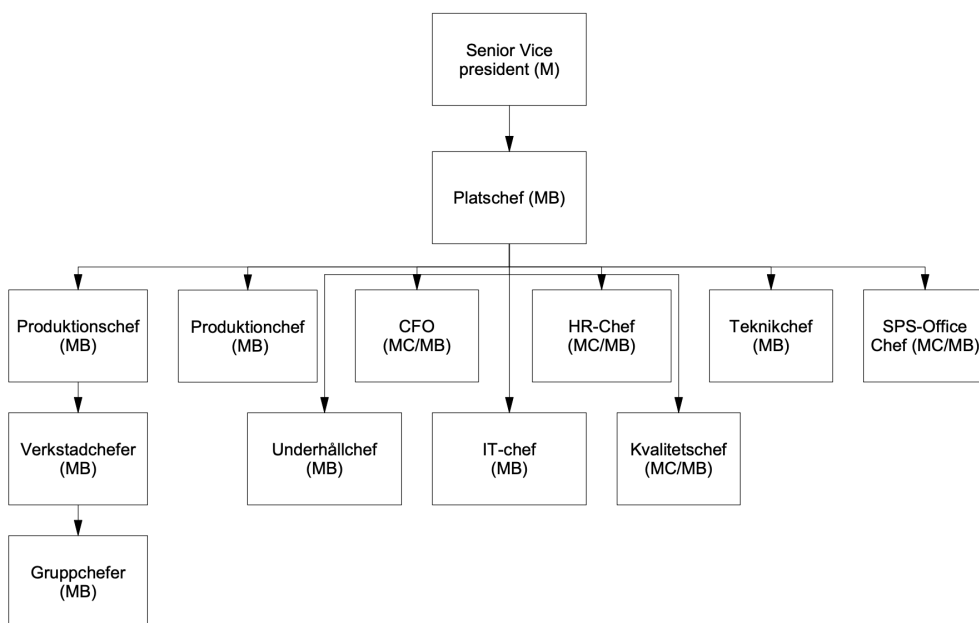 Senior Vice
president (M)
Platschef (MB)
Produktionschef
(MB)
Produktionchef
(MB)
CFO
(MC/MB)
HR-Chef
(MC/MB)
Teknikchef
(MB)
SPS-Office
Chef (MC/MB)
Verkstadchefer
(MB)
Underhållchef
(MB)
IT-chef
(MB)
Kvalitetschef
(MC/MB)
Gruppchefer
(MB)